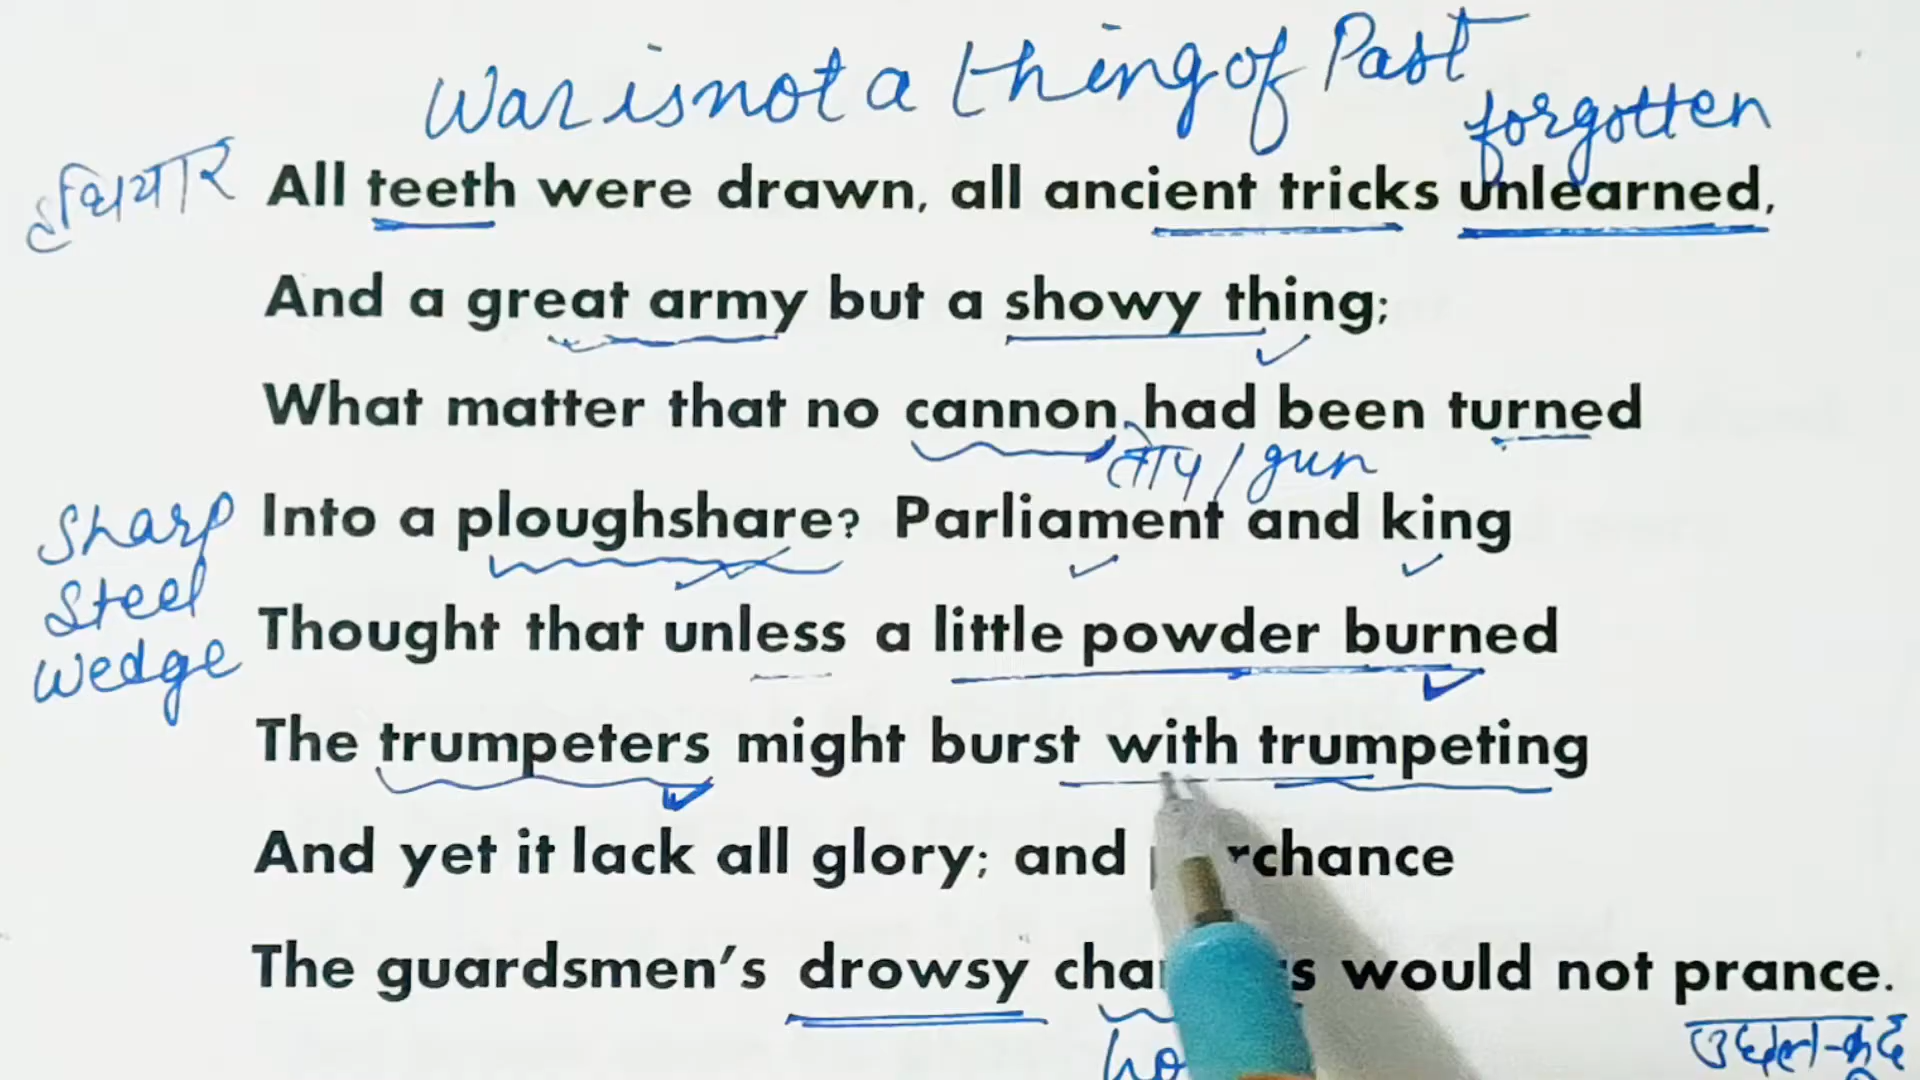 War is not a thing of Past
forgotten
हथियार All teeth were drawn, all ancient tricks unlearned,
And a great army but a showy thing;
What matter that no cannon had been turned
तोप / gun
Sharp Into a ploughshare? Parliament and king
Steel
Thought that unless a little powder burned
Wedge
The trumpeters might burst with trumpeting
And yet it lack all glory; and
The guardsmen's drowsy would not prance.
उछल-कूद